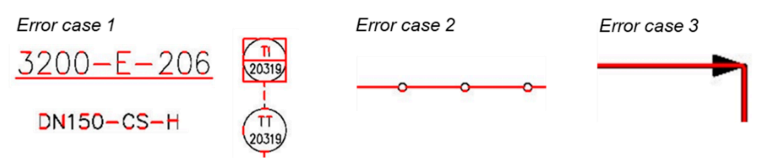 Error case 1
Error case 2
Error case 3
3200-E-206
TI
20319
DN150-CS-H
TT
20319